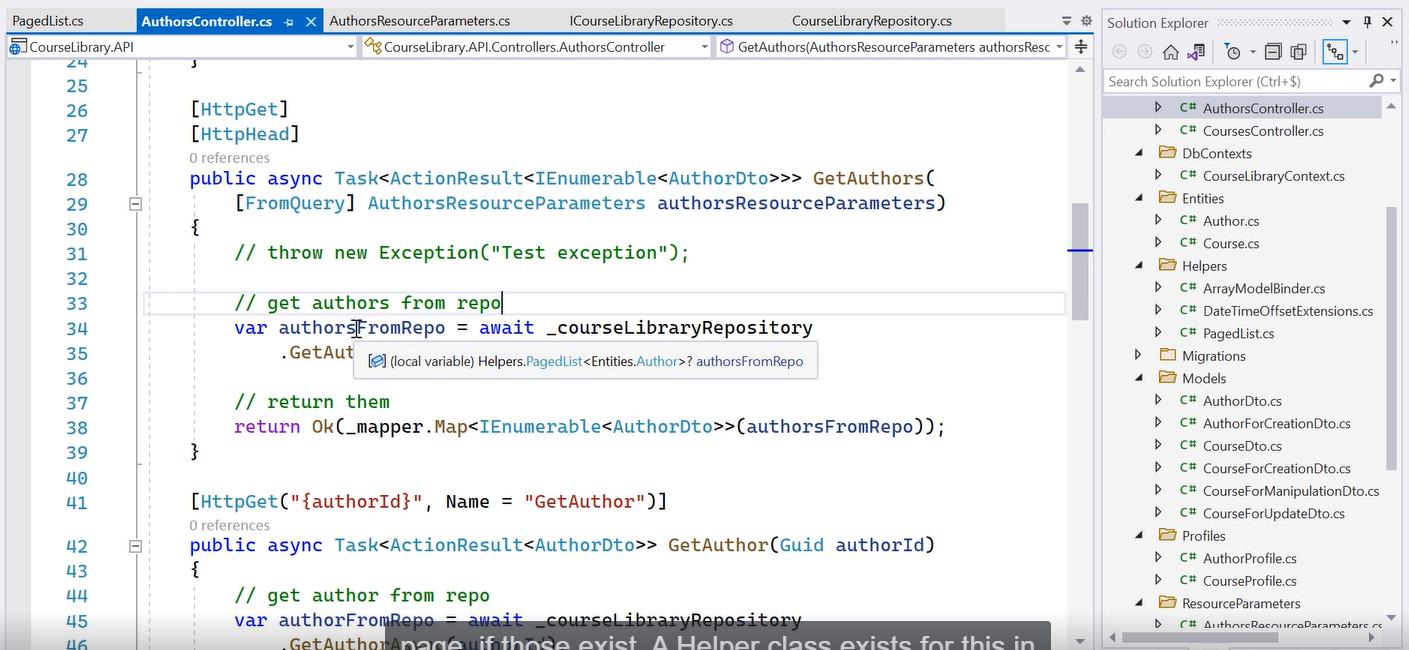 PagedList.cs
AuthorsController.cs
AuthorsResourceParameters.cs
ICourseLibraryRepository.cs
CourseLibraryRepository.cs
CourseLibrary.API
CourseLibrary.API.Controllers.AuthorsController
GetAuthors(AuthorsResourceParameters authorsResc
24 }
25
26 [HttpGet]
27 [HttpHead]
0 references
28 public async Task<ActionResult<IEnumerable<AuthorDto>>> GetAuthors(
29 [FromQuery] AuthorsResourceParameters authorsResourceParameters)
30 {
31 // throw new Exception("Test exception");
32
33 // get authors from repo
34 var authorsFromRepo = await _courseLibraryRepository
35 .GetAut
(local variable) Helpers.PagedList<Entities.Author>? authorsFromRepo
36
37 // return them
38 return Ok(_mapper.Map<IEnumerable<AuthorDto>>(authorsFromRepo));
39 }
40
41 [HttpGet("{authorId}", Name = "GetAuthor")]
0 references
42 public async Task<ActionResult<AuthorDto>> GetAuthor(Guid authorId)
43 {
44 // get author from repo
45 var authorFromRepo = await _courseLibraryRepository
46 .GetAuthorAsync(authorId);
page, if those exist. A Helper class exists for this in
Solution Explorer
Search Solution Explorer (Ctrl+$)
C# AuthorsController.cs
C# CoursesController.cs
DbContexts
C# CourseLibraryContext.cs
Entities
C# Author.cs
C# Course.cs
Helpers
C# ArrayModelBinder.cs
C# DateTimeOffsetExtensions.cs
C# PagedList.cs
Migrations
Models
C# AuthorDto.cs
C# AuthorForCreationDto.cs
C# CourseDto.cs
C# CourseForCreationDto.cs
C# CourseForManipulationDto.cs
C# CourseForUpdateDto.cs
Profiles
C# AuthorProfile.cs
C# CourseProfile.cs
ResourceParameters
C# AuthorsResourceParameters.cs